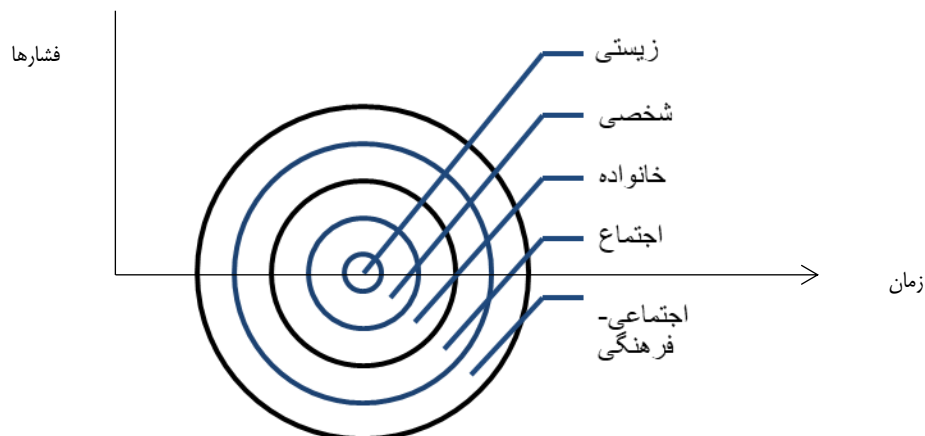 فشارها
زیستی
شخصی
خانواده
اجتماع
زمان
اجتماعی-
فرهنگی